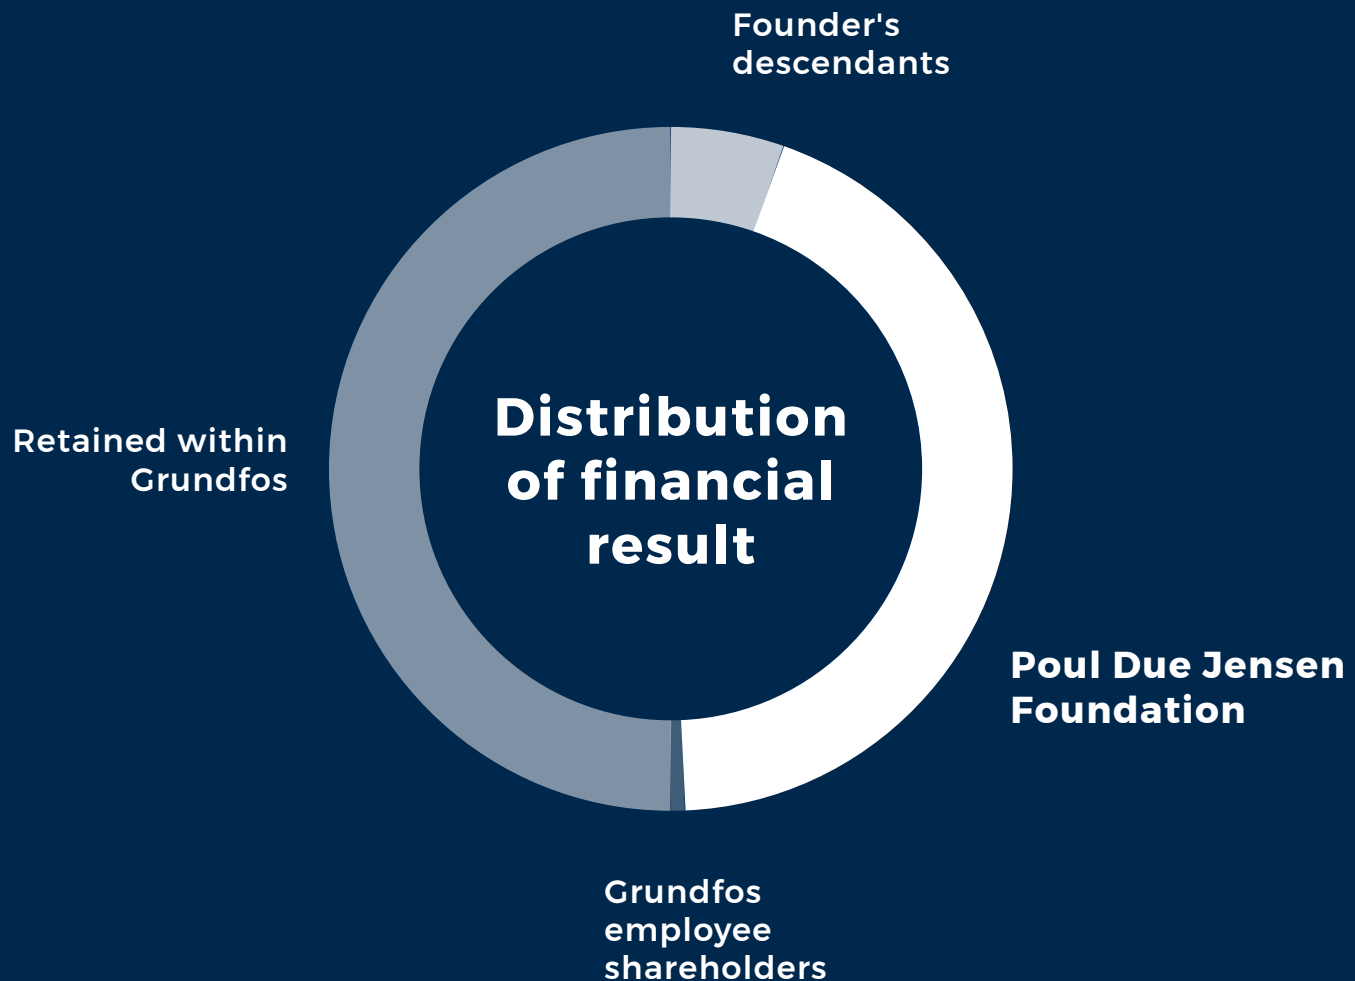 Founder's
descendants
Retained within
Grundfos
Distribution
of financial
result
Poul Due Jensen
Foundation
Grundfos
employee
shareholders